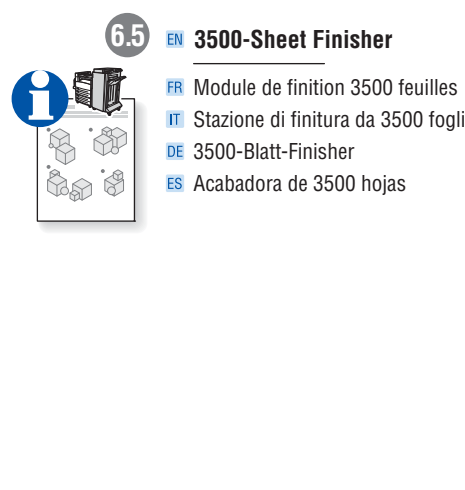 6.5 EN 3500-Sheet Finisher
FR Module de finition 3500 feuilles
IT Stazione di finitura da 3500 fogli
DE 3500-Blatt-Finisher
ES Acabadora de 3500 hojas